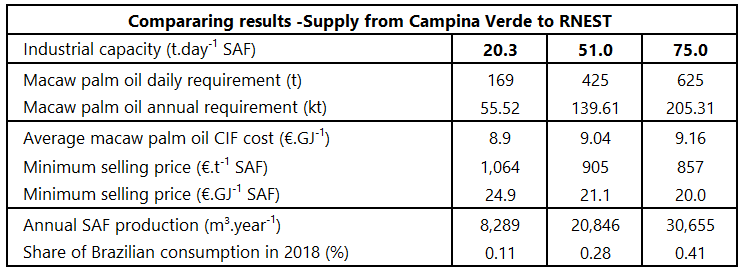 Compararing results -Supply from Campina Verde to RNEST
Industrial capacity (t.day⁻¹ SAF) 20.3 51.0 75.0
Macaw palm oil daily requirement (t) 169 425 625
Macaw palm oil annual requirement (kt) 55.52 139.61 205.31
Average macaw palm oil CIF cost (€.GJ⁻¹) 8.9 9.04 9.16
Minimum selling price (€.t⁻¹ SAF) 1,064 905 857
Minimum selling price (€.GJ⁻¹ SAF) 24.9 21.1 20.0
Annual SAF production (m³.year⁻¹) 8,289 20,846 30,655
Share of Brazilian consumption in 2018 (%) 0.11 0.28 0.41